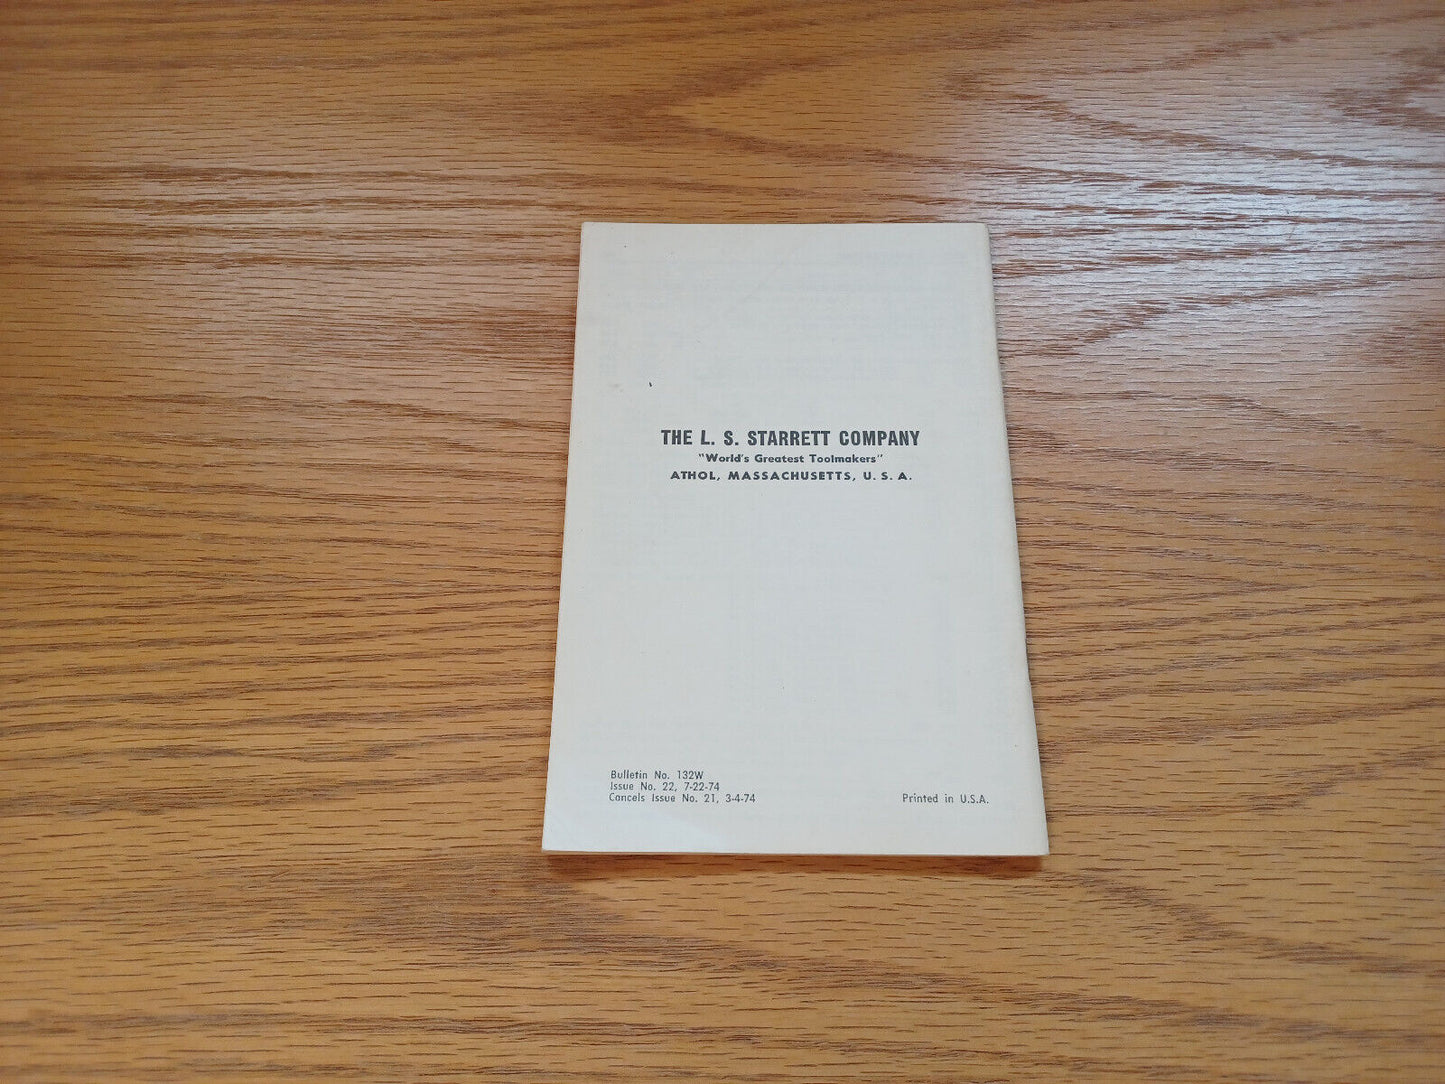 THE L. S. STARRETT COMPANY
"World's Greatest Toolmakers"
ATHOL, MASSACHUSETTS, U. S. A.
Bulletin No. 132W
Issue No. 22, 7-22-74
Cancels Issue No. 21, 3-4-74
Printed in U.S.A.